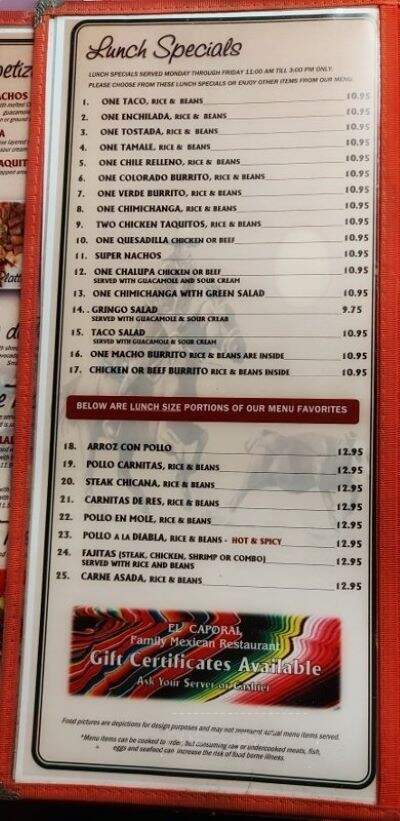 Lunch Specials
LUNCH SPECIALS SERVED MONDAY THROUGH FRIDAY 11:00 AM TILL 3:00 PM ONLY.
PLEASE CHOOSE FROM THESE LUNCH SPECIALS OR ENJOY OTHER ITEMS FROM OUR MENU.
1. ONE TACO, RICE & BEANS 10.95
2. ONE ENCHILADA, RICE & BEANS 10.95
3. ONE TOSTADA, RICE & BEANS 10.95
4. ONE TAMALE, RICE & BEANS 10.95
5. ONE CHILE RELLENO, RICE & BEANS 10.95
6. ONE COLORADO BURRITO, RICE & BEANS 10.95
7. ONE VERDE BURRITO, RICE & BEANS 10.95
8. ONE CHIMICHANGA, RICE & BEANS 10.95
9. TWO CHICKEN TAQUITOS, RICE & BEANS 10.95
10. ONE QUESADILLA CHICKEN OR BEEF 10.95
11. SUPER NACHOS 10.95
12. ONE CHALUPA CHICKEN OR BEEF 10.95
SERVED WITH GUACAMOLE AND SOUR CREAM
13. ONE CHIMICHANGA WITH GREEN SALAD 10.95
14. . GRINGO SALAD 9.75
SERVED WITH GUACAMOLE & SOUR CREAB
15. TACO SALAD 10.95
SERVED WITH GUACAMOLE & SOUR CREAM
16. ONE MACHO BURRITO RICE & BEANS ARE INSIDE 10.95
17. CHICKEN OR BEEF BURRITO RICE & BEANS INSIDE 10.95
BELOW ARE LUNCH SIZE PORTIONS OF OUR MENU FAVORITES
18. ARROZ CON POLLO 12.95
19. POLLO CARNITAS, RICE & BEANS 12.95
20. STEAK CHICANA, RICE & BEANS 12.95
21. CARNITAS DE RES, RICE & BEANS 12.95
22. POLLO EN MOLE, RICE & BEANS 12.95
23. POLLO A LA DIABLA, RICE & BEANS - HOT & SPICY 12.95
24. FAJITAS (STEAK, CHICKEN, SHRIMP OR COMBO) 12.95
SERVED WITH RICE AND BEANS
25. CARNE ASADA, RICE & BEANS 12.95
EL CAPORAL
Family Mexican Restaurant
Gift Certificates Available
Ask Your Server or Cashier
Food pictures are depictions for design purposes and may not represent actual menu items served.
*Menu items can be cooked to order, but consuming raw or undercooked meats, fish,
eggs and seafood can increase the risk of food borne illness.